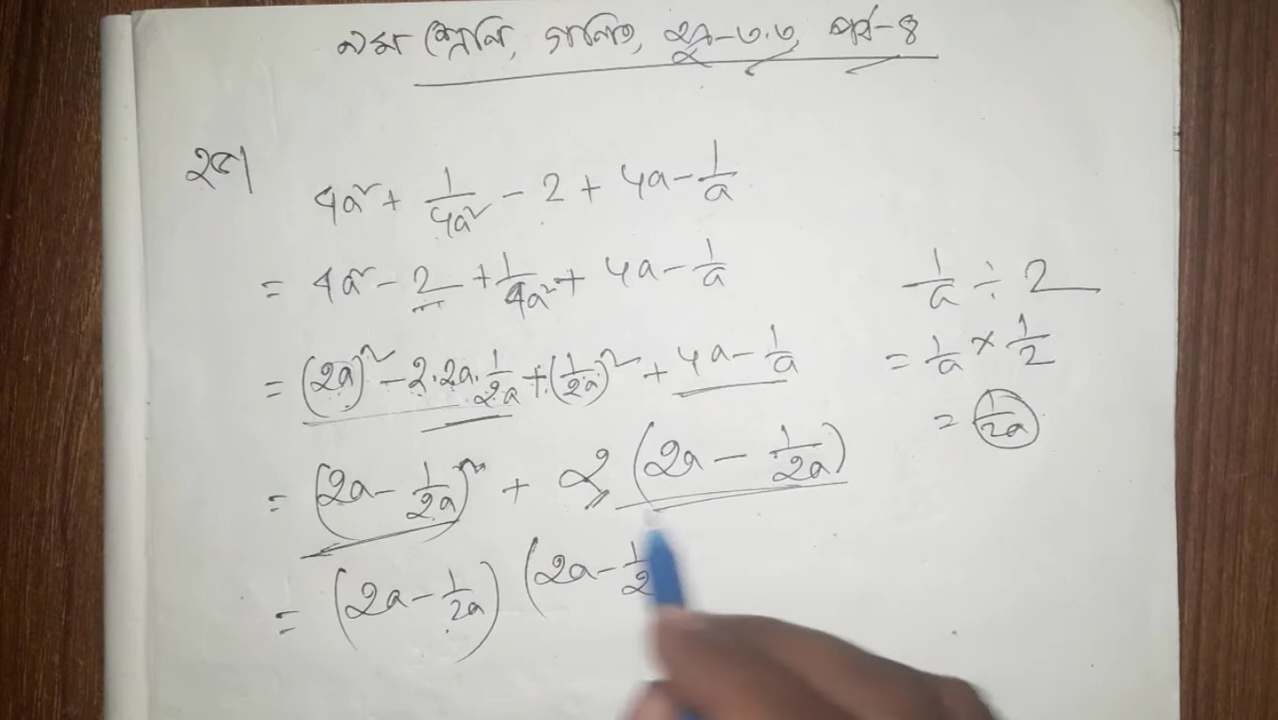 ৯ম শ্রেণি, গণিত, অনু-৩.৩, পর্ব-৪
২৫।
4a² + 1/4a² - 2 + 4a - 1/a
= 4a² - 2 + 1/4a² + 4a - 1/a
= (2a)² - 2·2a·1/2a + (1/2a)² + 4a - 1/a
= (2a - 1/2a)² + 2(2a - 1/2a)
= (2a - 1/2a) (2a - 1/2
1/a ÷ 2
= 1/a × 1/2
= 1/2a